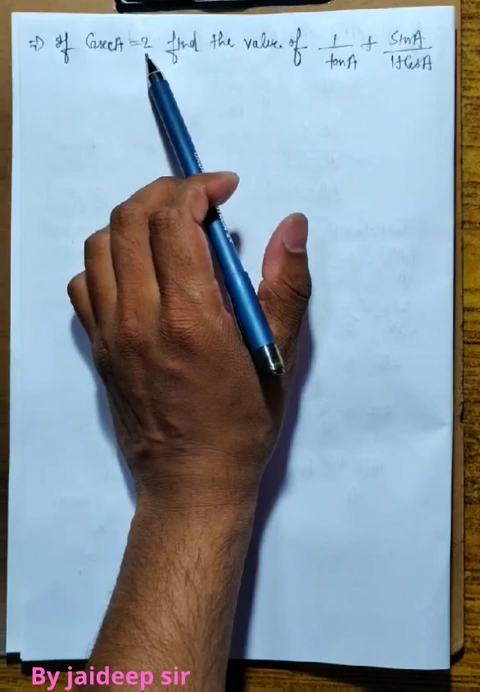 ⇒ If CosecA = 2 find the value of 1/tanA + SinA/1+CosA
By jaideep sir